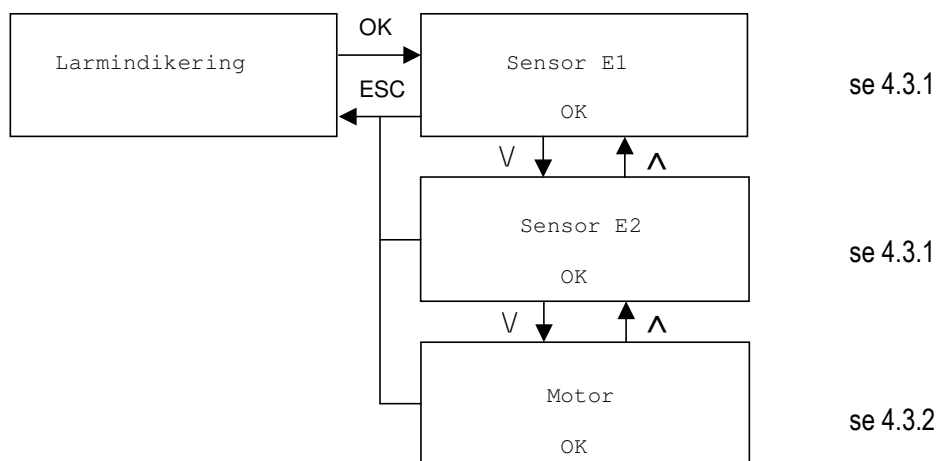 OK
Larmindikering
Sensor E1
se 4.3.1
ESC
OK
\/ ʌ
Sensor E2
se 4.3.1
OK
\/ ʌ
Motor
se 4.3.2
OK